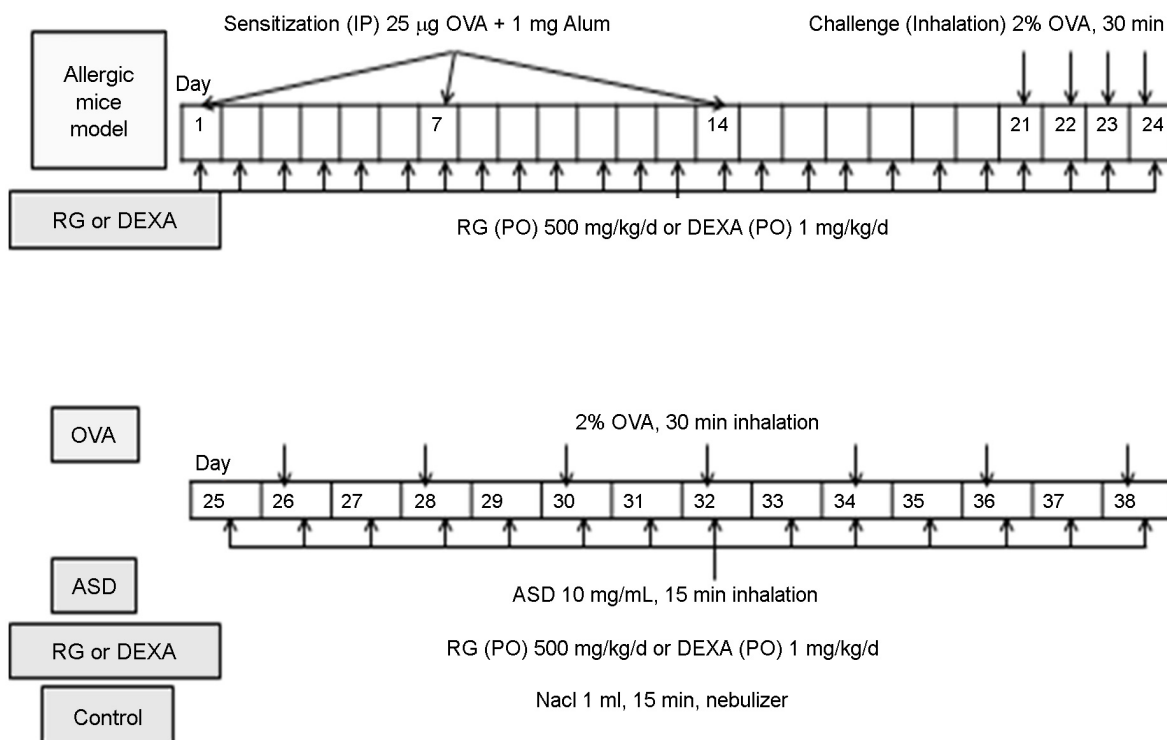 Sensitization (IP) 25 μg OVA + 1 mg Alum
Challenge (Inhalation) 2% OVA, 30 min
Allergic
mice
model
Day
1 7 14 21 22 23 24
RG or DEXA
RG (PO) 500 mg/kg/d or DEXA (PO) 1 mg/kg/d
OVA
2% OVA, 30 min inhalation
Day
25 26 27 28 29 30 31 32 33 34 35 36 37 38
ASD
ASD 10 mg/mL, 15 min inhalation
RG or DEXA
RG (PO) 500 mg/kg/d or DEXA (PO) 1 mg/kg/d
Control
Nacl 1 ml, 15 min, nebulizer